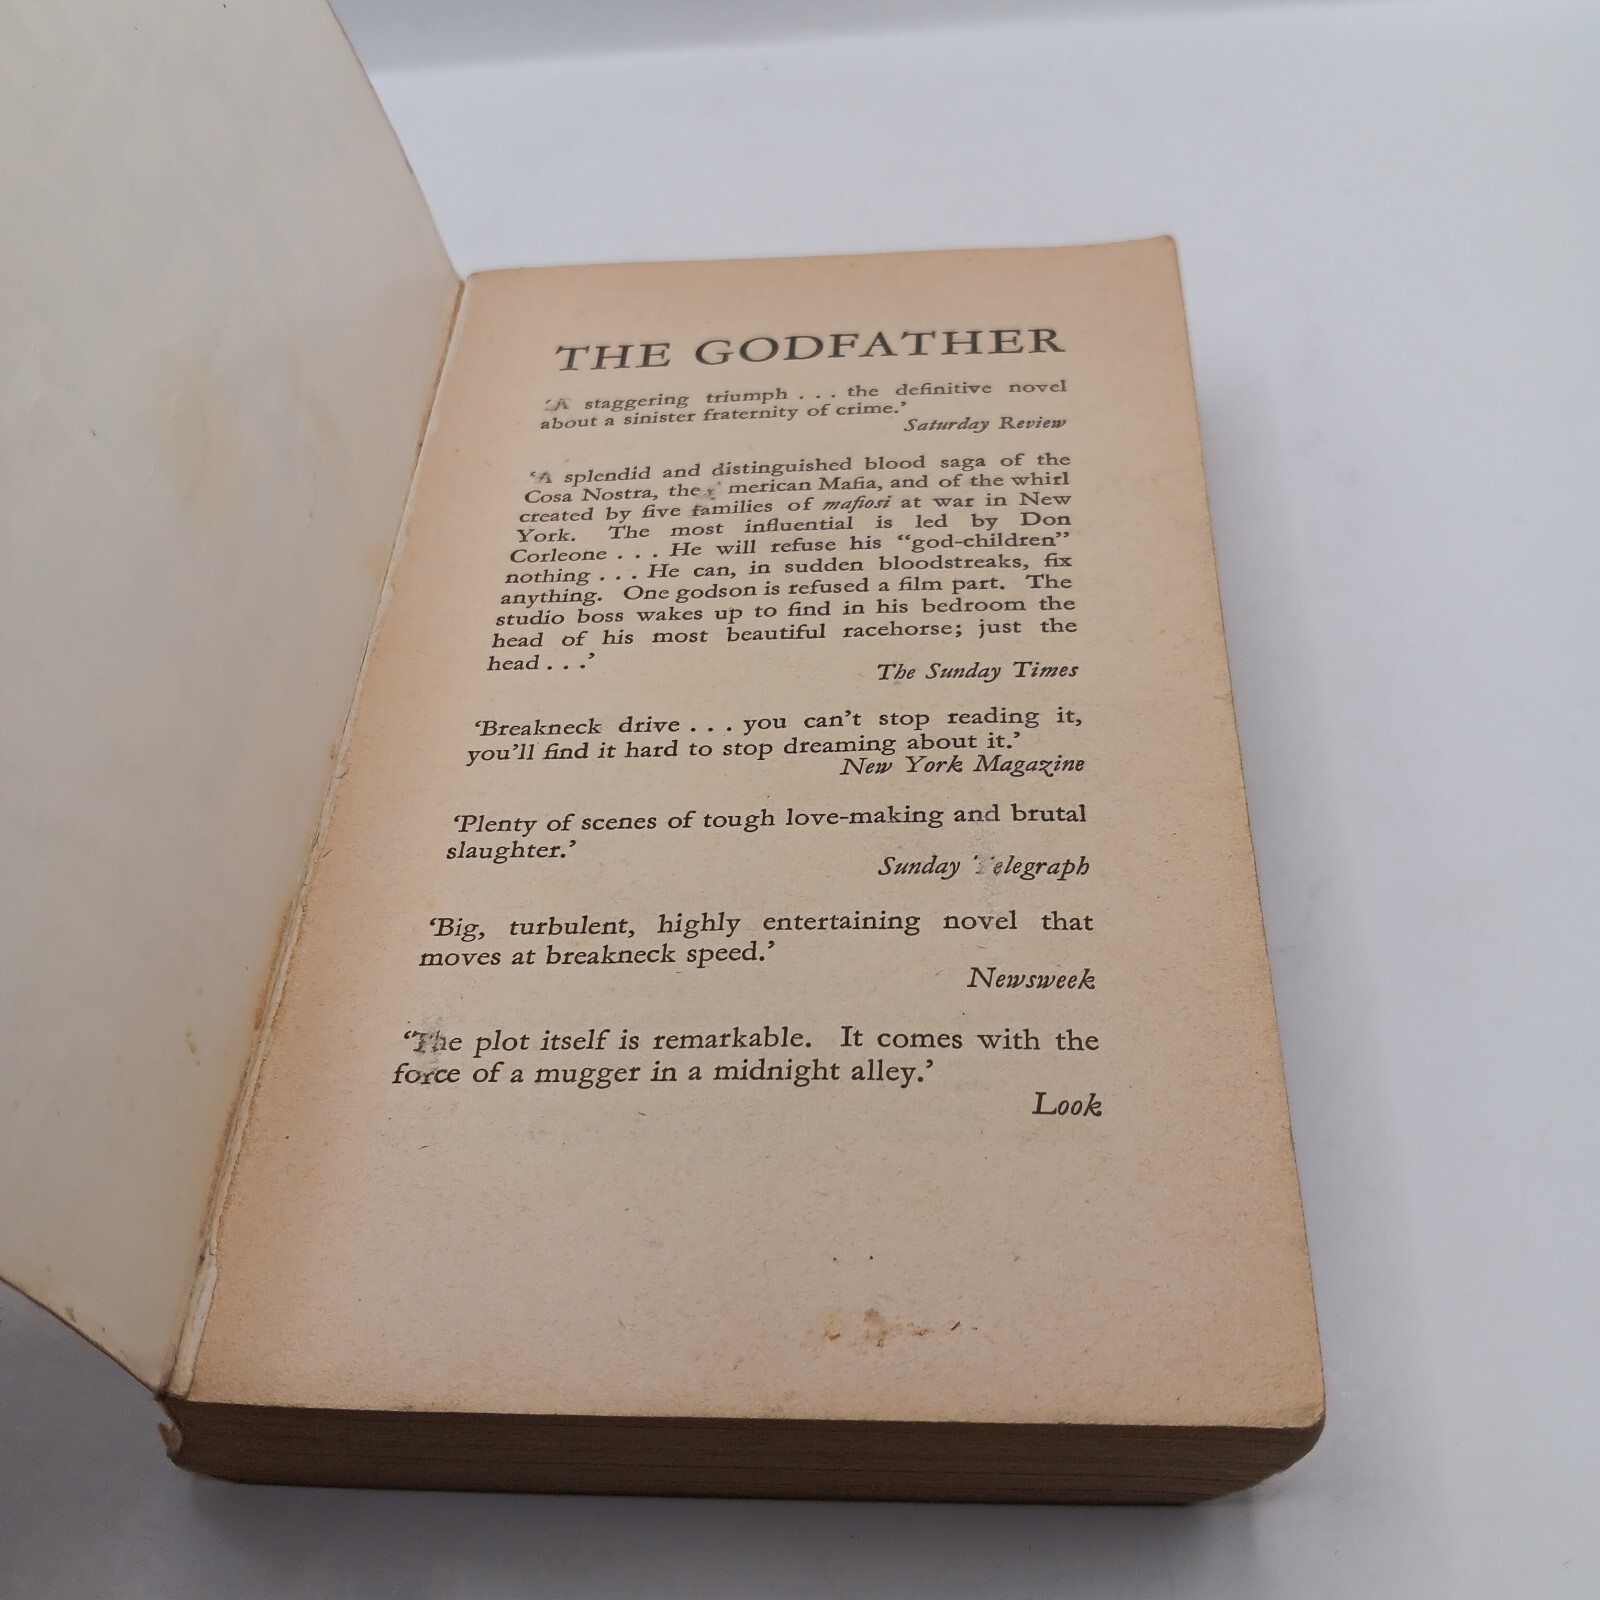 THE GODFATHER
‘A staggering triumph . . . the definitive novel
about a sinister fraternity of crime.’
Saturday Review
‘A splendid and distinguished blood saga of the
Cosa Nostra, the American Mafia, and of the whirl
created by five families of mafiosi at war in New
York. The most influential is led by Don
Corleone . . . He will refuse his “god-children”
nothing . . . He can, in sudden bloodstreaks, fix
anything. One godson is refused a film part. The
studio boss wakes up to find in his bedroom the
head of his most beautiful racehorse; just the
head . . .’
The Sunday Times
‘Breakneck drive . . . you can’t stop reading it,
you’ll find it hard to stop dreaming about it.’
New York Magazine
‘Plenty of scenes of tough love-making and brutal
slaughter.’
Sunday Telegraph
‘Big, turbulent, highly entertaining novel that
moves at breakneck speed.’
Newsweek
‘The plot itself is remarkable. It comes with the
force of a mugger in a midnight alley.’
Look